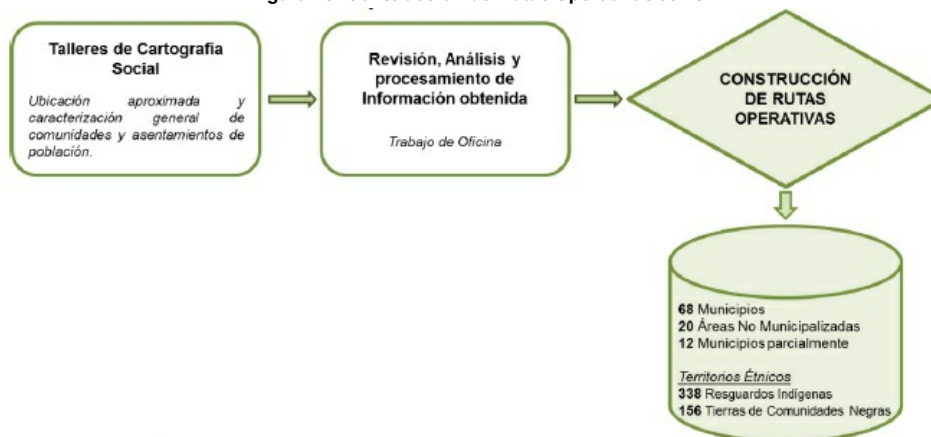 Talleres de Cartografía
Social
Ubicación aproximada y
caracterización general de
comunidades y asentamientos de
población.
Revisión, Análisis y
procesamiento de
Información obtenida
Trabajo de Oficina
CONSTRUCCIÓN
DE RUTAS
OPERATIVAS
68 Municipios
20 Áreas No Municipalizadas
12 Municipios parcialmente
Territorios Étnicos
338 Resguardos Indígenas
156 Tierras de Comunidades Negras